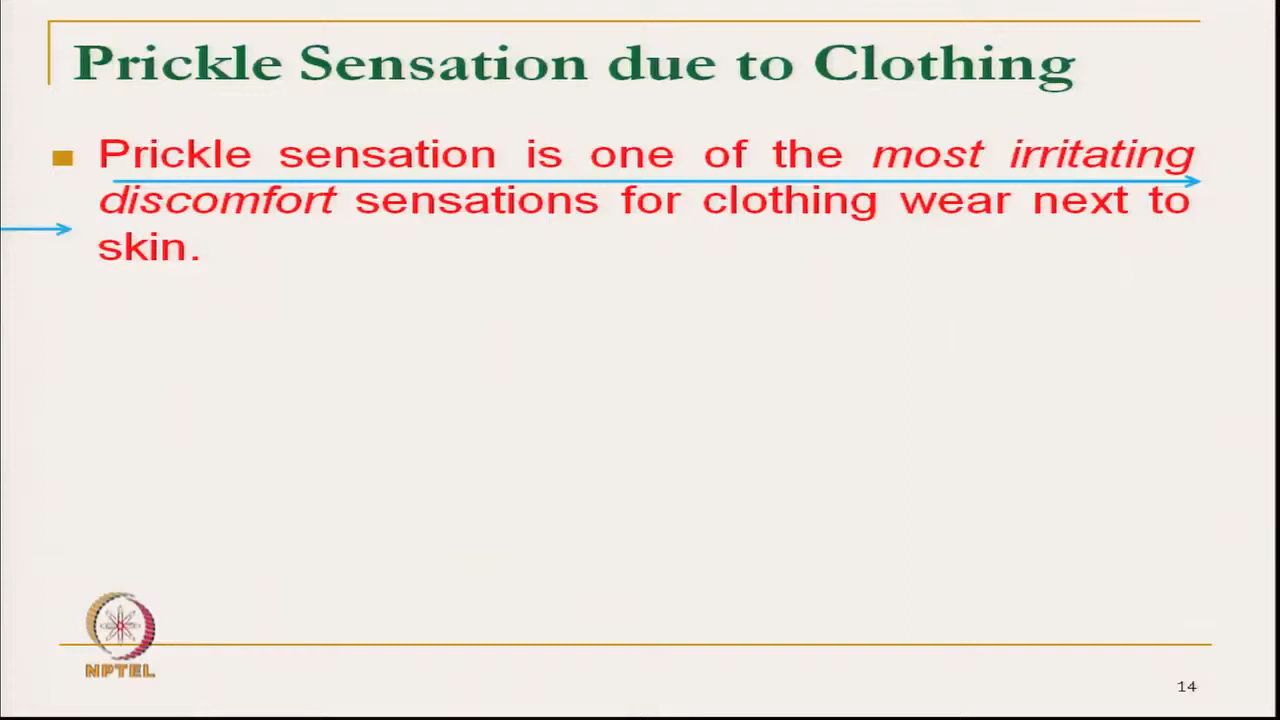 Prickle Sensation due to Clothing
Prickle sensation is one of the most irritating
discomfort sensations for clothing wear next to
skin.
NPTEL
14